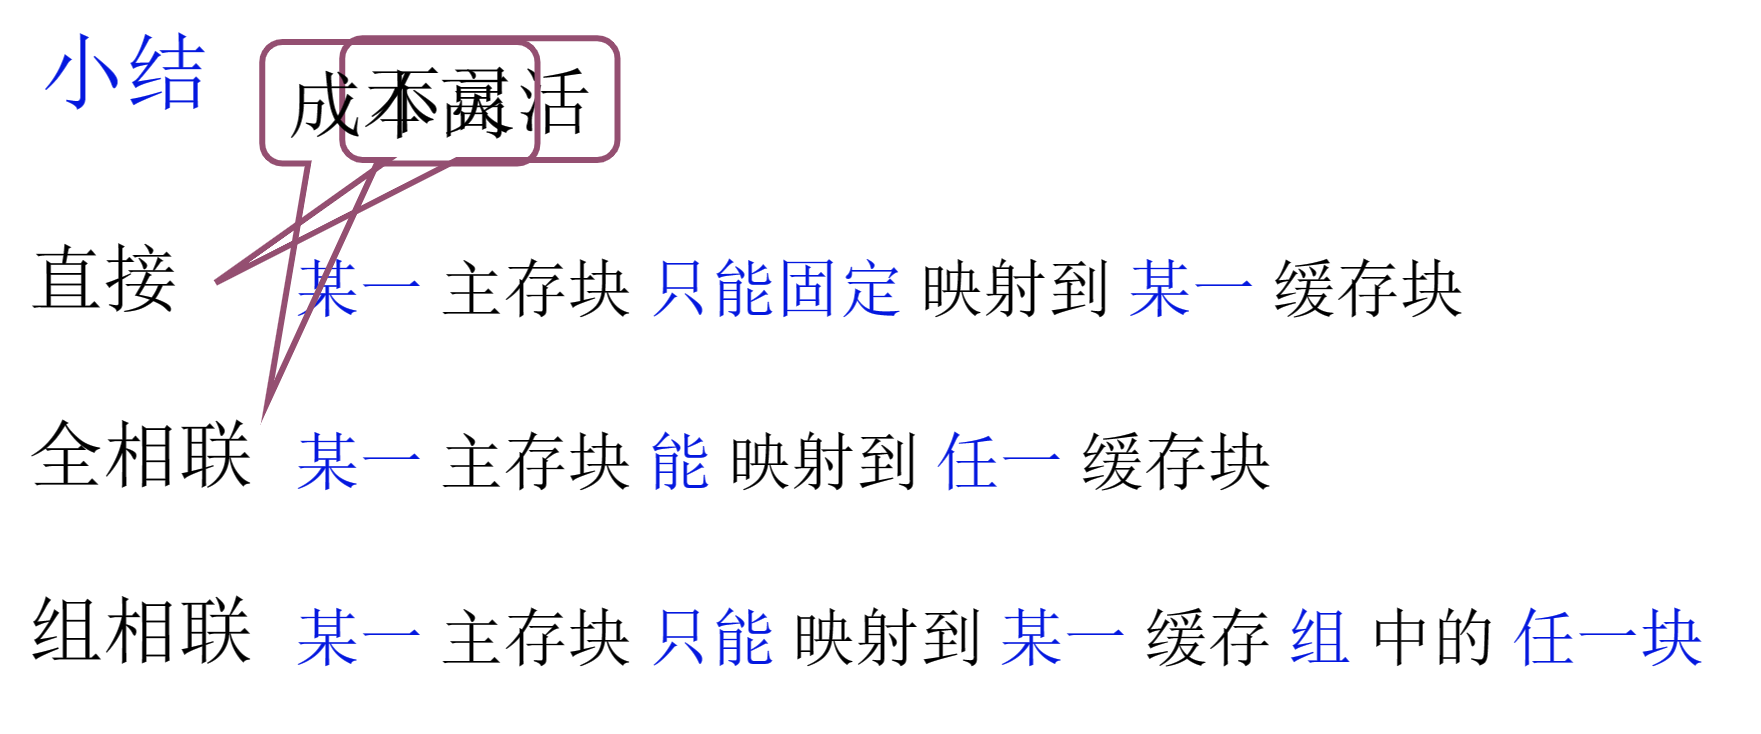 小结
成本高
不灵活
直接 某一 主存块 只能固定 映射到 某一 缓存块
全相联 某一 主存块 能 映射到 任一 缓存块
组相联 某一 主存块 只能 映射到 某一 缓存 组 中的 任一块